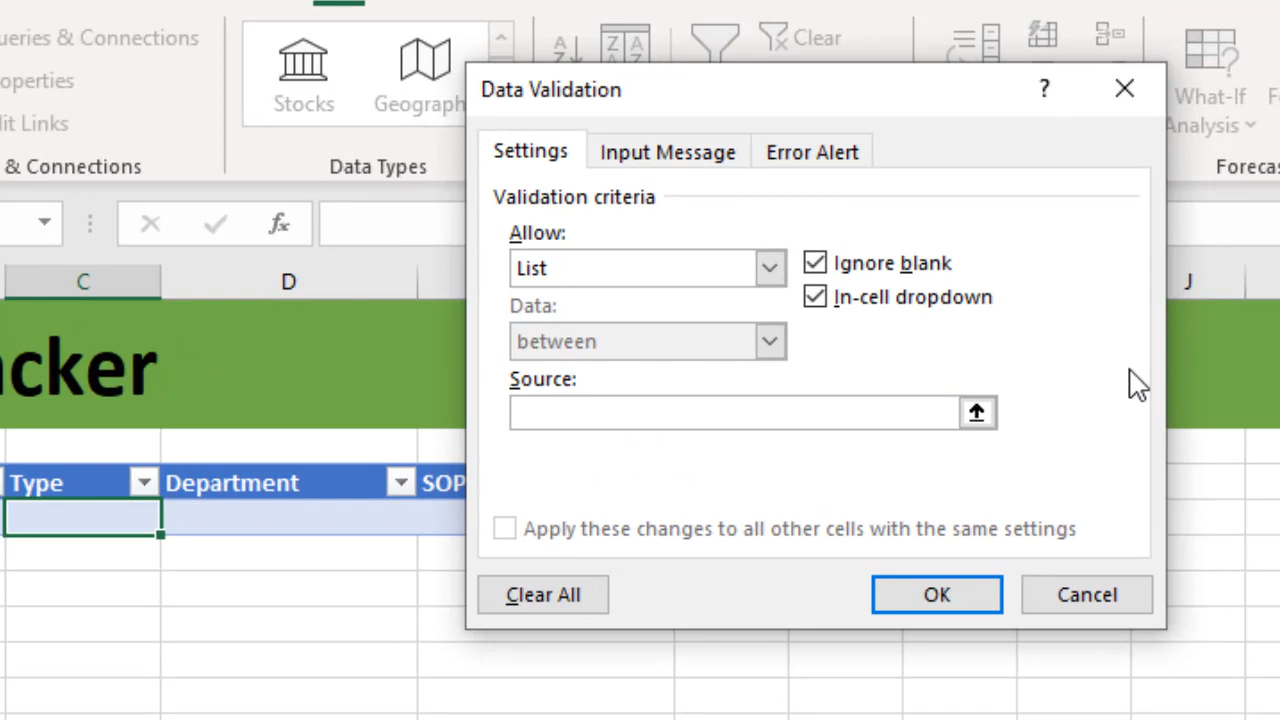 ueries & Connections
operties
lit Links
& Connections
Stocks
Geograph
Data Types
Clear
What-If
Analysis
Forecas
Data Validation
?
Settings
Input Message
Error Alert
Validation criteria
Allow:
List
Ignore blank
Data:
In-cell dropdown
between
Source:
Apply these changes to all other cells with the same settings
Clear All
OK
Cancel
fx
C
D
J
acker
Type
Department
SOP